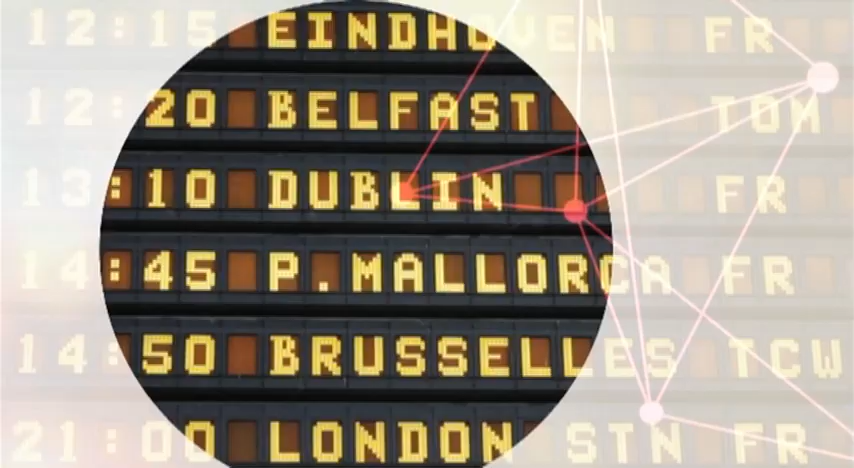 12:15 EINDHOVEN FR
12:20 BELFAST TOM
13:10 DUBLIN FR
14:45 P.MALLORCA FR
14:50 BRUSSELLES TCW
21:00 LONDON STN FR